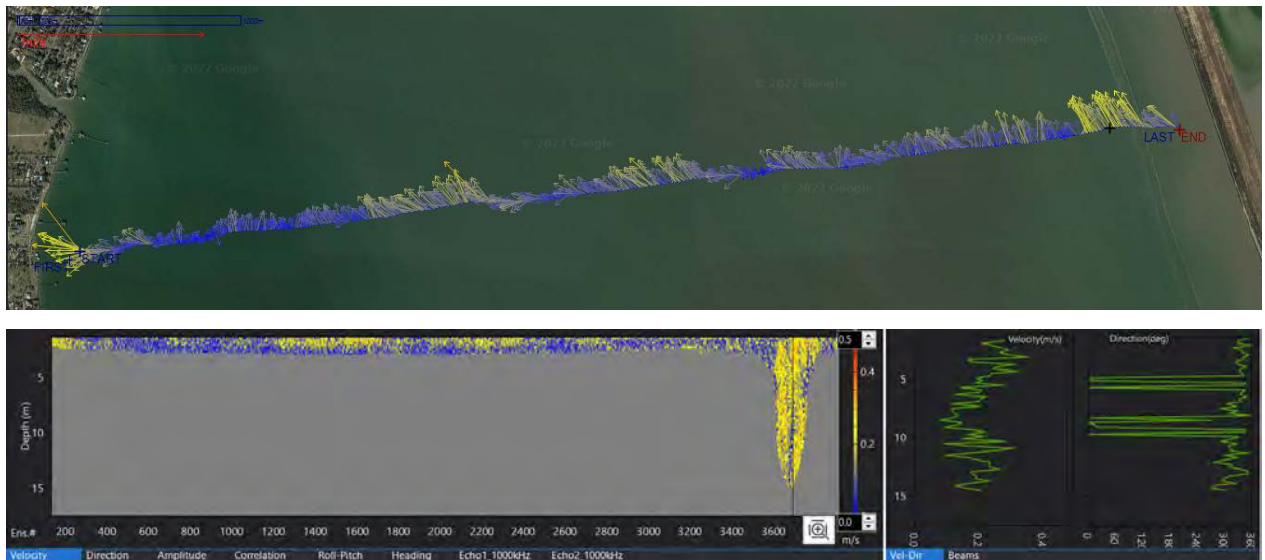 1000m
© 2022 Google
© 2022 Google
© 2022 Google
© 2022 Google
© 2022 Google
LAST END
FIRST START
Depth (m)
5
10
15
Ens.# 200 400 600 800 1000 1200 1400 1600 1800 2000 2200 2400 2600 2800 3000 3200 3400 3600
0.5
0.4
0.2
0.0
m/s
Velocity Direction Amplitude Correlation Roll-Pitch Heading Echo1_1000kHz Echo2_1000kHz
Velocity(m/s) Direction(deg)
5
10
15
0.0 0.2 0.4 0 60 120 180 240 300 360
Vel-Dir Beams